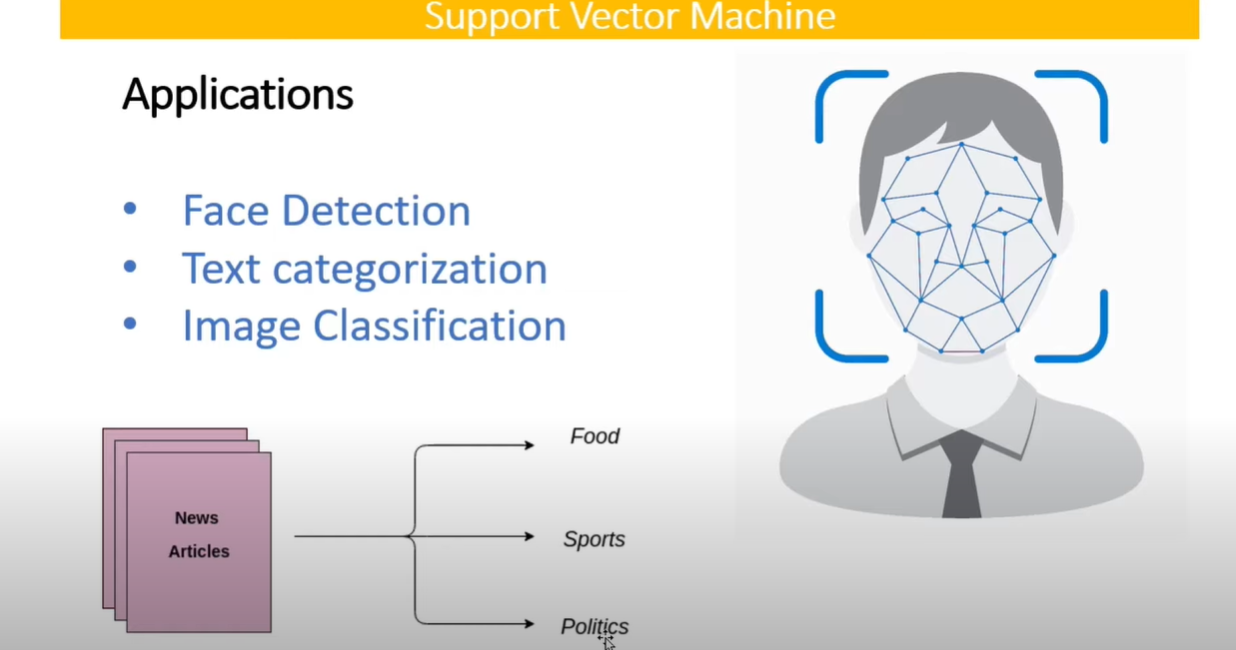 Support Vector Machine
Applications
• Face Detection
• Text categorization
• Image Classification
News
Articles
Food
Sports
Politics